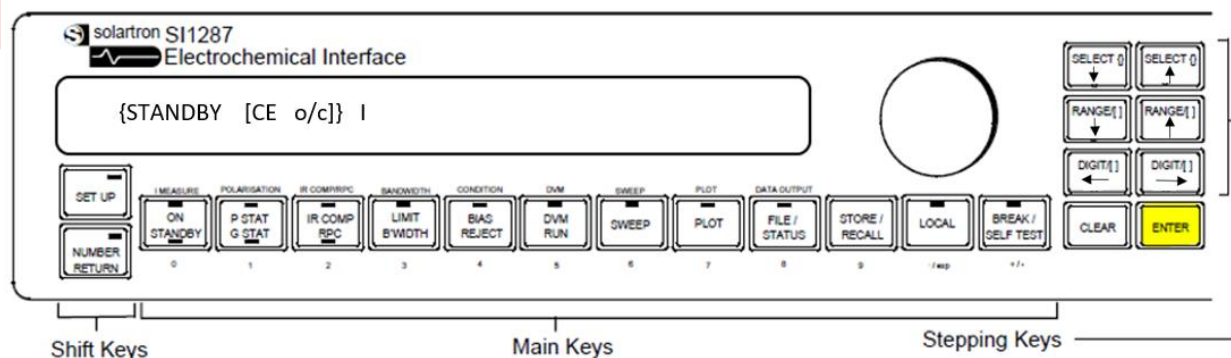 solartron SI1287
Electrochemical Interface
{STANDBY [CE o/c]} I
SELECT {} SELECT {}
RANGE/[ ] RANGE/[ ]
DIGIT/[ ] DIGIT/[ ]
SET UP
I MEASURE POLARISATION IR COMP/RPC BANDWIDTH CONDITION DVM SWEEP PLOT DATA OUTPUT
ON STANDBY
P STAT G STAT
IR COMP RPC
LIMIT B'WIDTH
BIAS REJECT
DVM RUN
SWEEP
PLOT
FILE / STATUS
STORE / RECALL
LOCAL
BREAK / SELF TEST
CLEAR
ENTER
NUMBER RETURN
0 1 2 3 4 5 6 7 8 9 ·/exp +/-
Shift Keys
Main Keys
Stepping Keys